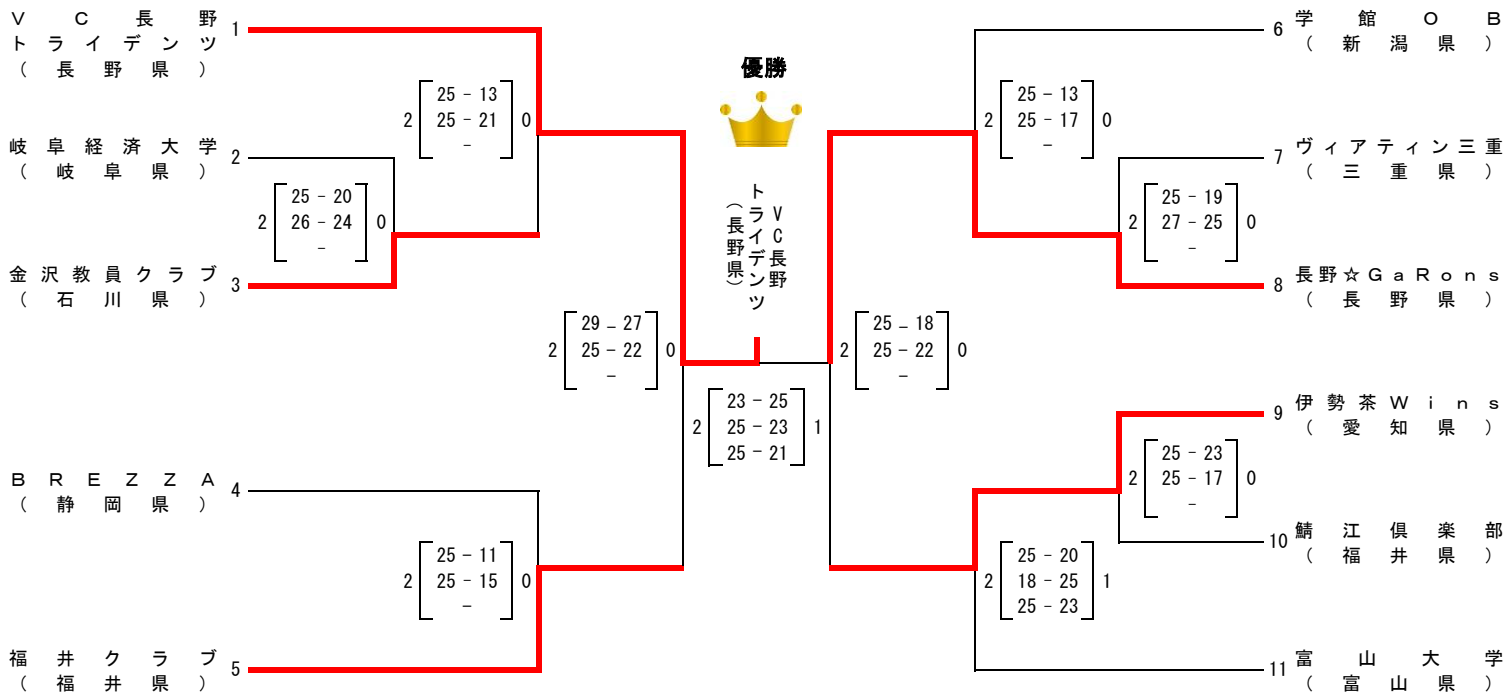 VC長野
トライデンツ
(長野県)
1
2 [25 - 13 0
25 - 21
-
岐阜経済大学
(岐阜県)
2
2 [25 - 20] 0
26 - 24
-
金沢教員クラブ
(石川県)
3
2 [29 - 27] 0
25 - 22
-
BREZZA
(静岡県)
4
2 [25 - 11] 0
25 - 15
-
福井クラブ
(福井県)
5
優勝
VC長野
トライデンツ
(長野県)
2 [23 - 25] 1
25 - 23
25 - 21
6
学館OB
(新潟県)
2 [25 - 13] 0
25 - 17
-
7
ヴィアティン三重
(三重県)
2 [25 - 19] 0
27 - 25
-
8
長野☆GaRons
(長野県)
2 [25 - 18] 0
25 - 22
-
9
伊勢茶Wins
(愛知県)
2 [25 - 23] 0
25 - 17
-
10
鯖江倶楽部
(福井県)
2 [25 - 20] 1
18 - 25
25 - 23
11
富山大学
(富山県)